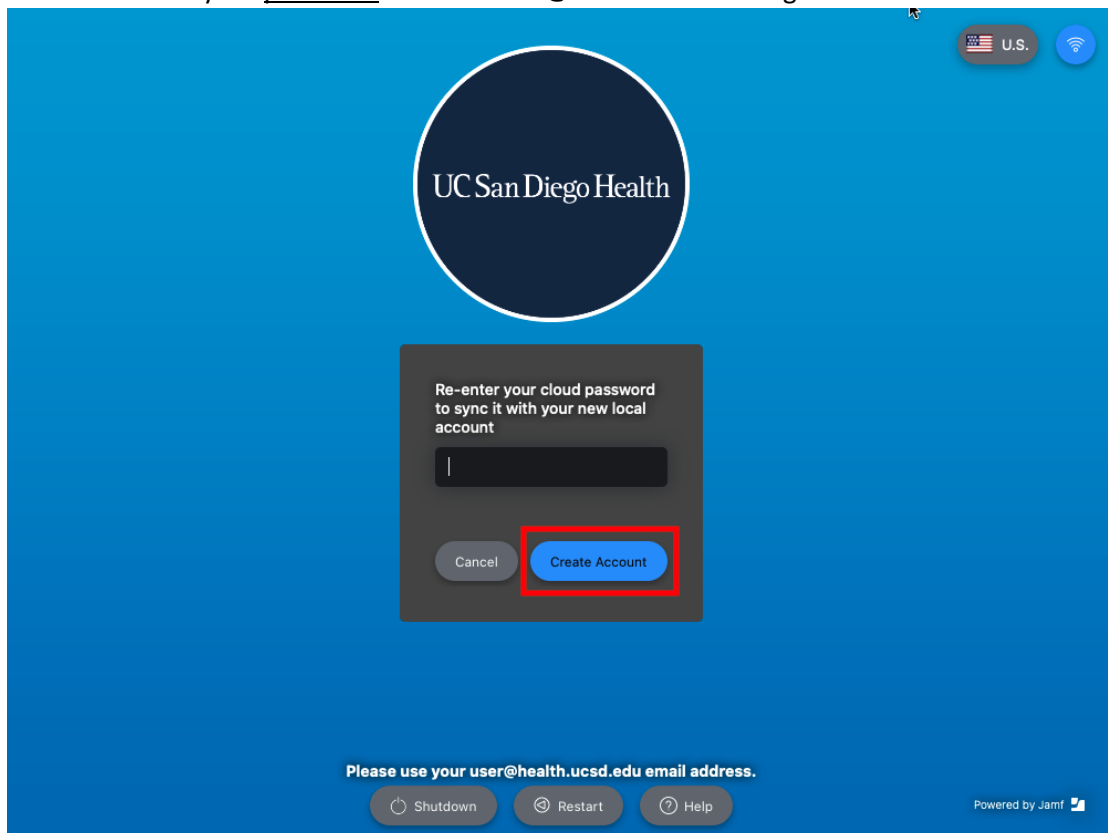 U.S.
UC San Diego Health
Re-enter your cloud password
to sync it with your new local
account
Cancel
Create Account
Please use your user@health.ucsd.edu email address.
Shutdown
Restart
Help
Powered by Jamf